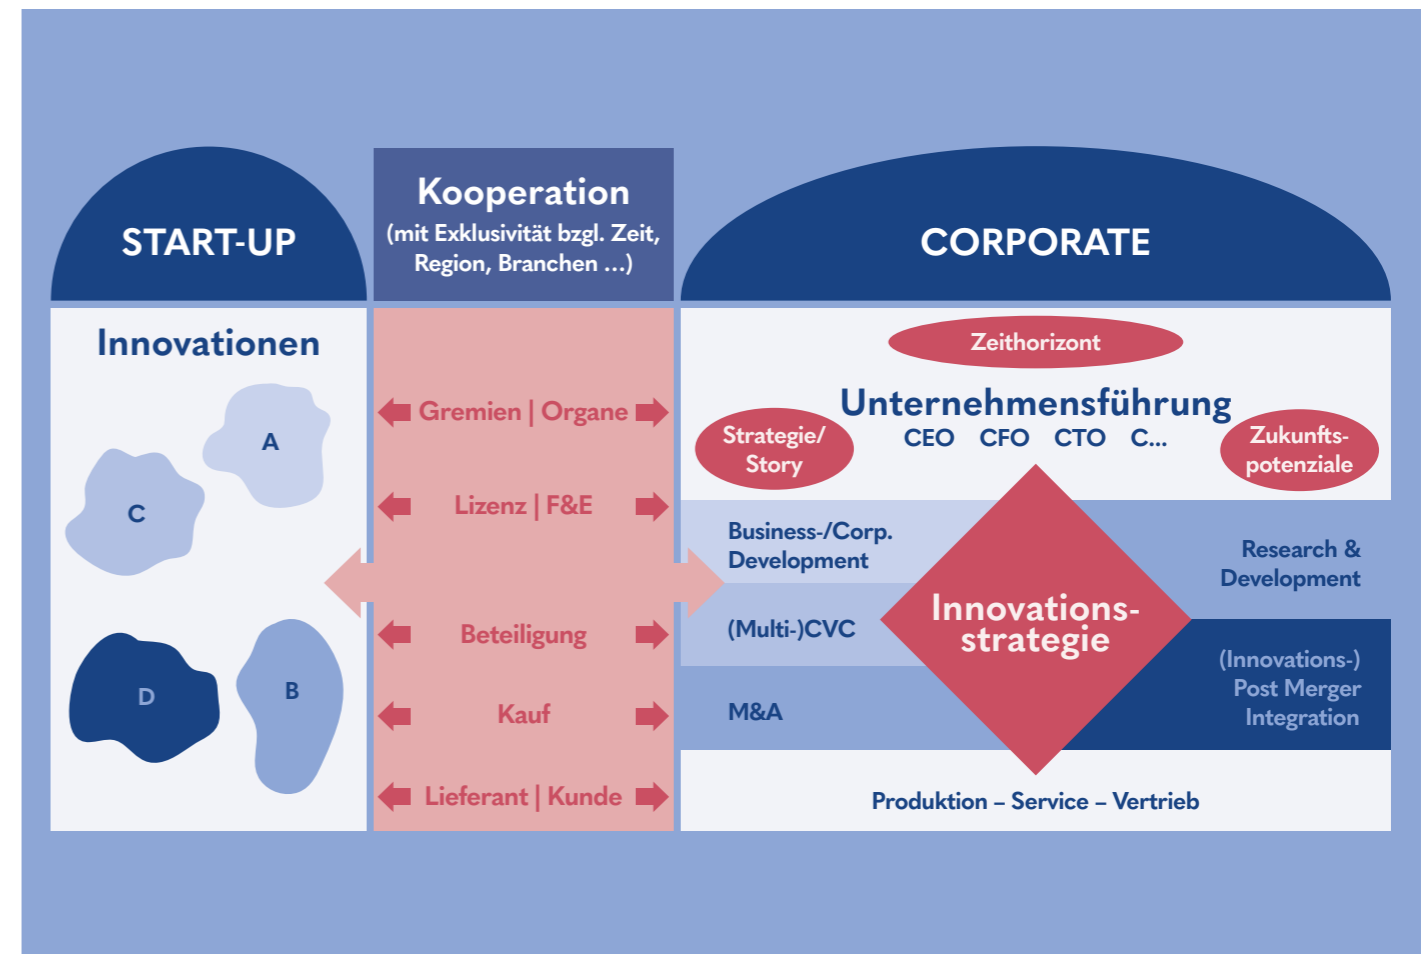 START-UP
Innovationen
A
C
D
B
Kooperation
(mit Exklusivität bzgl. Zeit,
Region, Branchen ...)
Gremien | Organe
Lizenz | F&E
Beteiligung
Kauf
Lieferant | Kunde
CORPORATE
Zeithorizont
Unternehmensführung
CEO CFO CTO C...
Strategie/
Story
Zukunfts-
potenziale
Business-/Corp.
Development
(Multi-)CVC
M&A
Innovations-
strategie
Research &
Development
(Innovations-)
Post Merger
Integration
Produktion – Service – Vertrieb